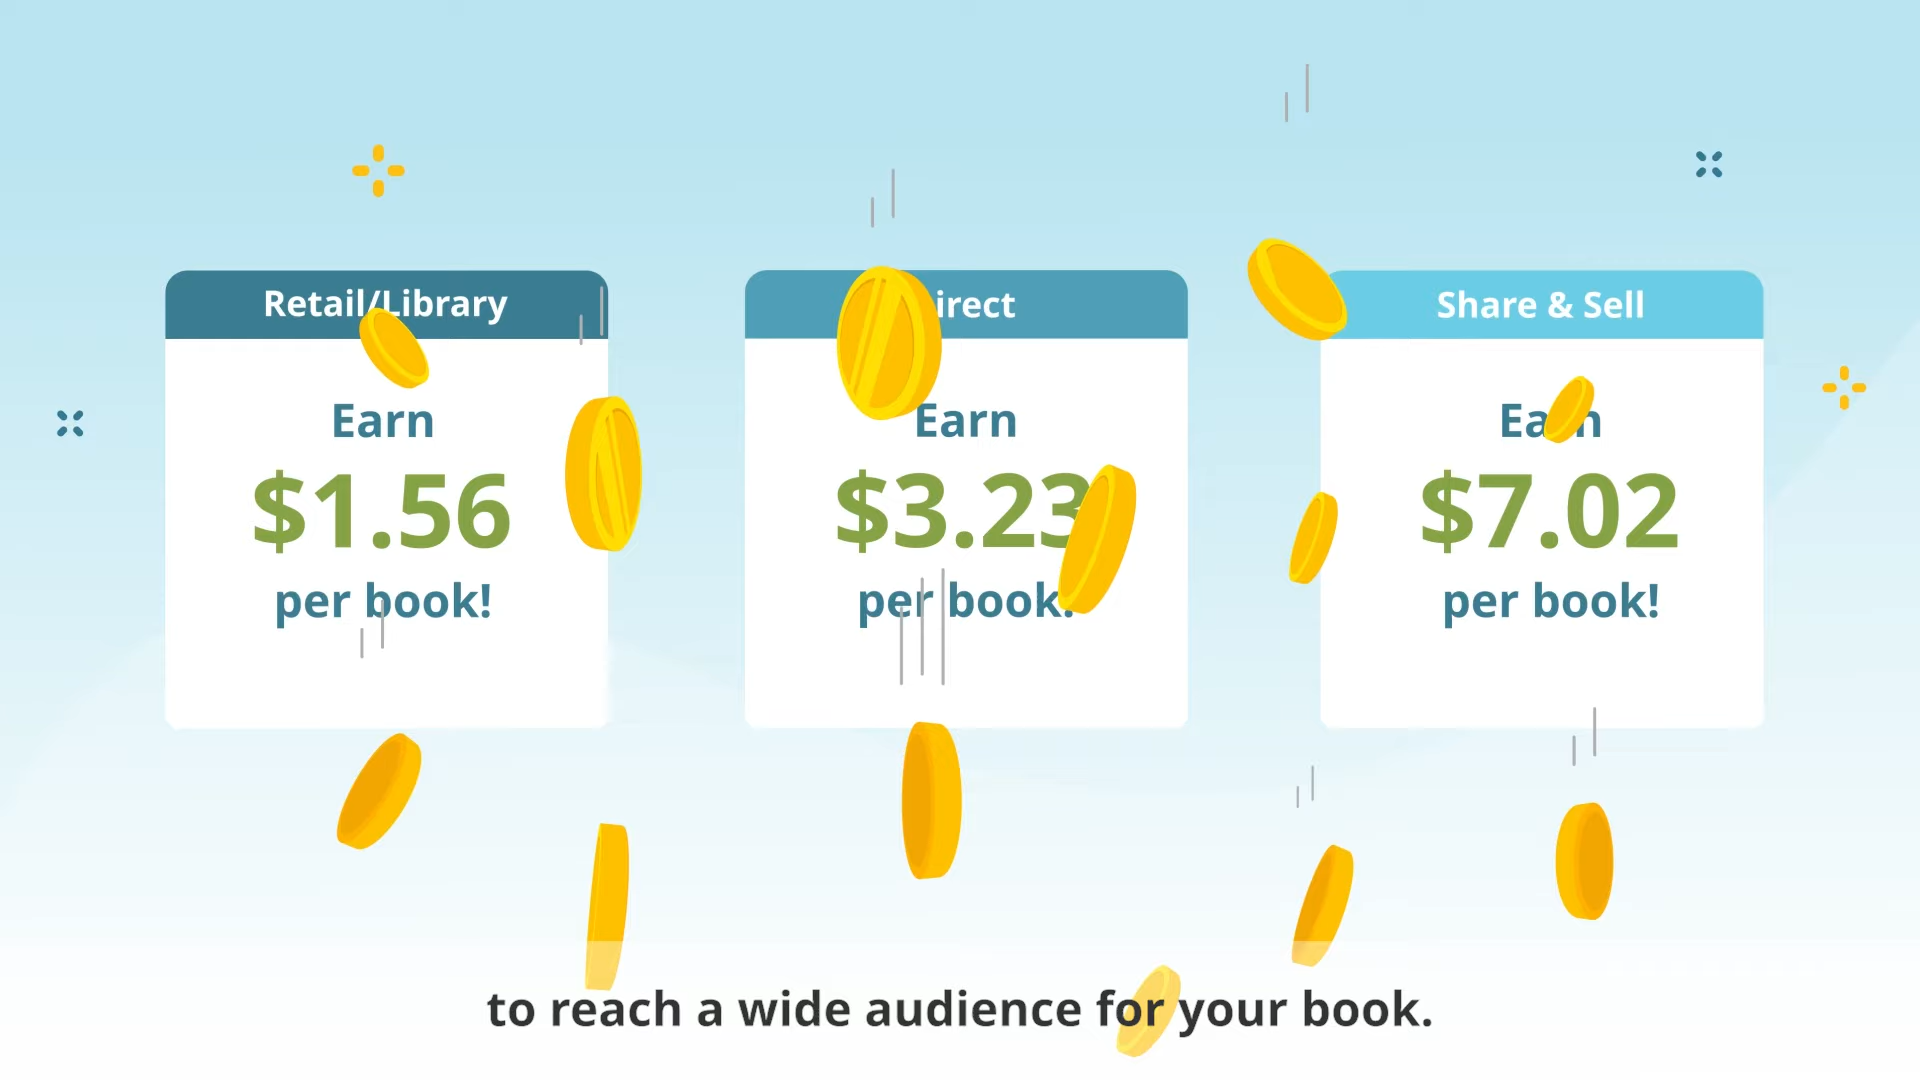 Retail/Library
Earn
$1.56
per book!
irect
Earn
$3.23
per book!
Share & Sell
Earn
$7.02
per book!
to reach a wide audience for your book.